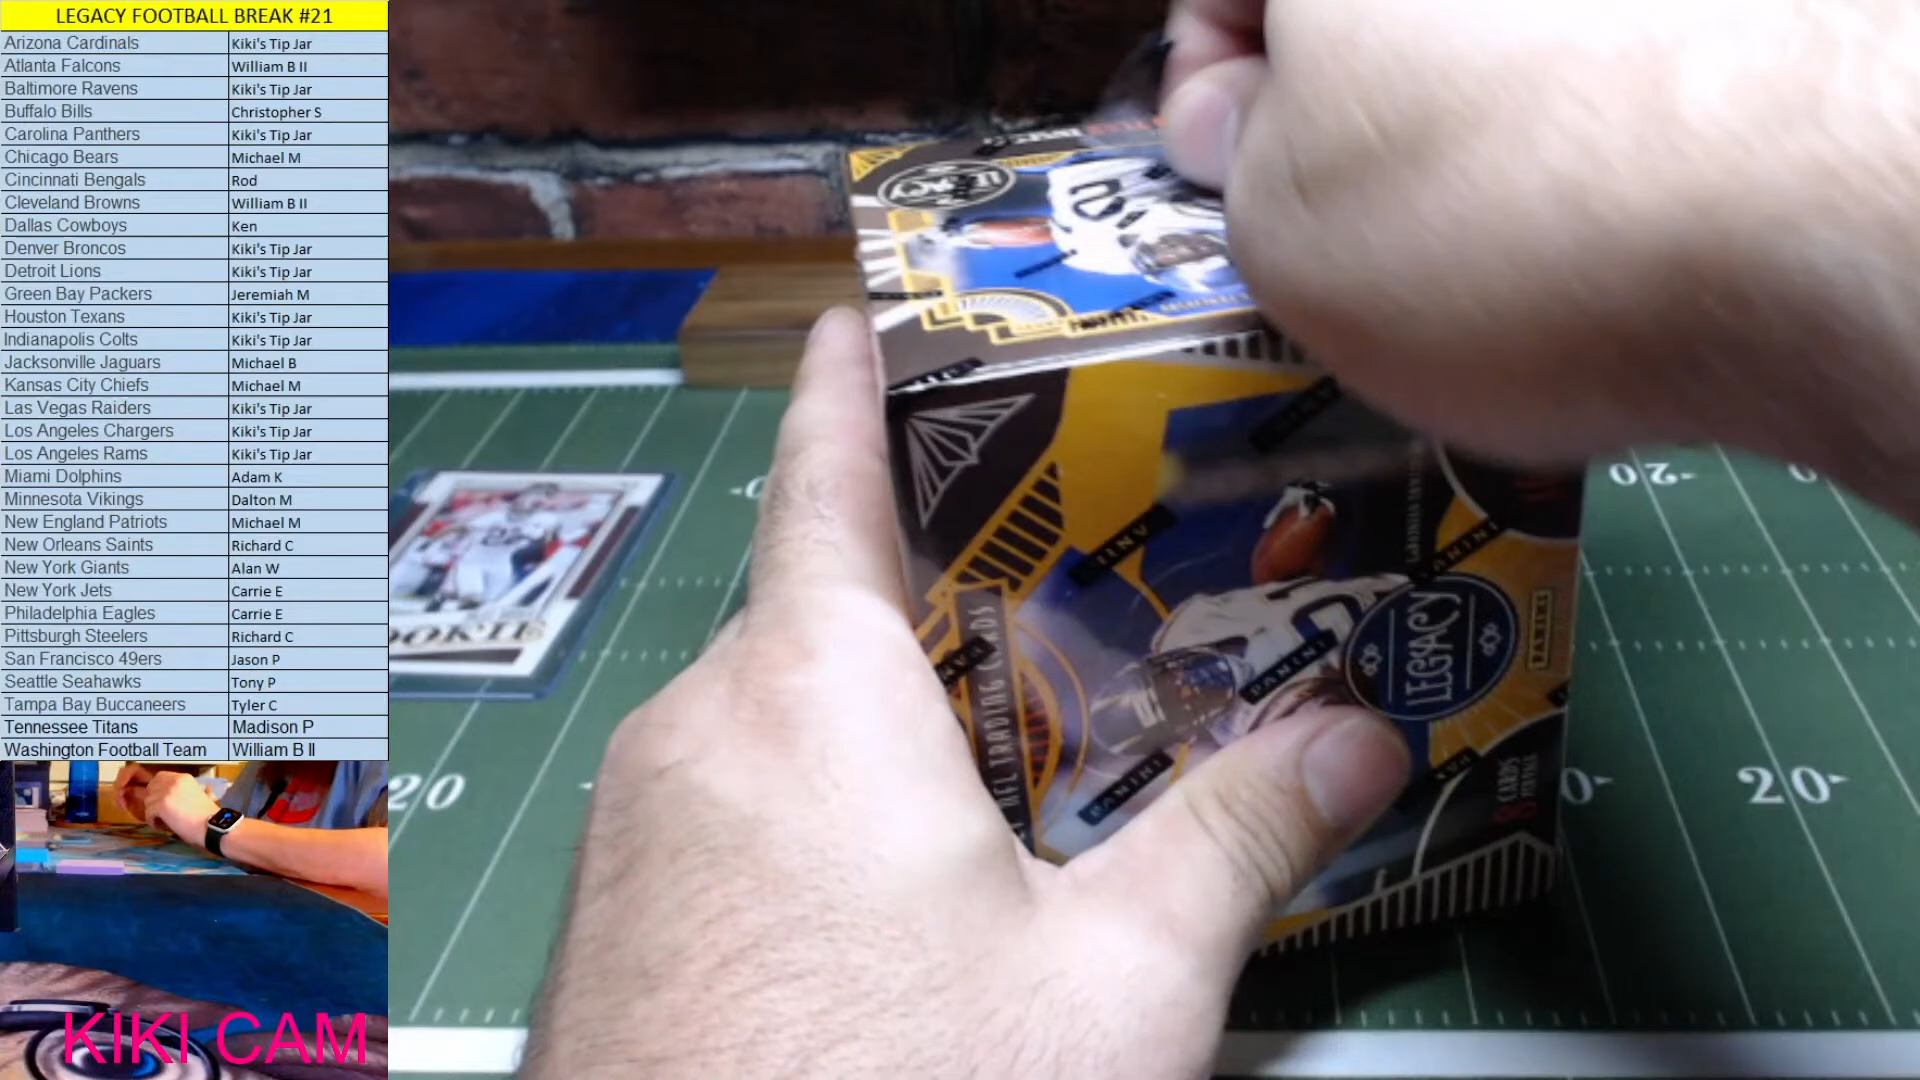 LEGACY FOOTBALL BREAK #21
Arizona Cardinals Kiki's Tip Jar
Atlanta Falcons William B II
Baltimore Ravens Kiki's Tip Jar
Buffalo Bills Christopher S
Carolina Panthers Kiki's Tip Jar
Chicago Bears Michael M
Cincinnati Bengals Rod
Cleveland Browns William B II
Dallas Cowboys Ken
Denver Broncos Kiki's Tip Jar
Detroit Lions Kiki's Tip Jar
Green Bay Packers Jeremiah M
Houston Texans Kiki's Tip Jar
Indianapolis Colts Kiki's Tip Jar
Jacksonville Jaguars Michael B
Kansas City Chiefs Michael M
Las Vegas Raiders Kiki's Tip Jar
Los Angeles Chargers Kiki's Tip Jar
Los Angeles Rams Kiki's Tip Jar
Miami Dolphins Adam K
Minnesota Vikings Dalton M
New England Patriots Michael M
New Orleans Saints Richard C
New York Giants Alan W
New York Jets Carrie E
Philadelphia Eagles Carrie E
Pittsburgh Steelers Richard C
San Francisco 49ers Jason P
Seattle Seahawks Tony P
Tampa Bay Buccaneers Tyler C
Tennessee Titans Madison P
Washington Football Team William B II
KIKI CAM
LEGACY
LEGACY
PANINI
PANINI
PANINI
PANINI
NFL TRADING CARDS
8 CARDS
20
20
20